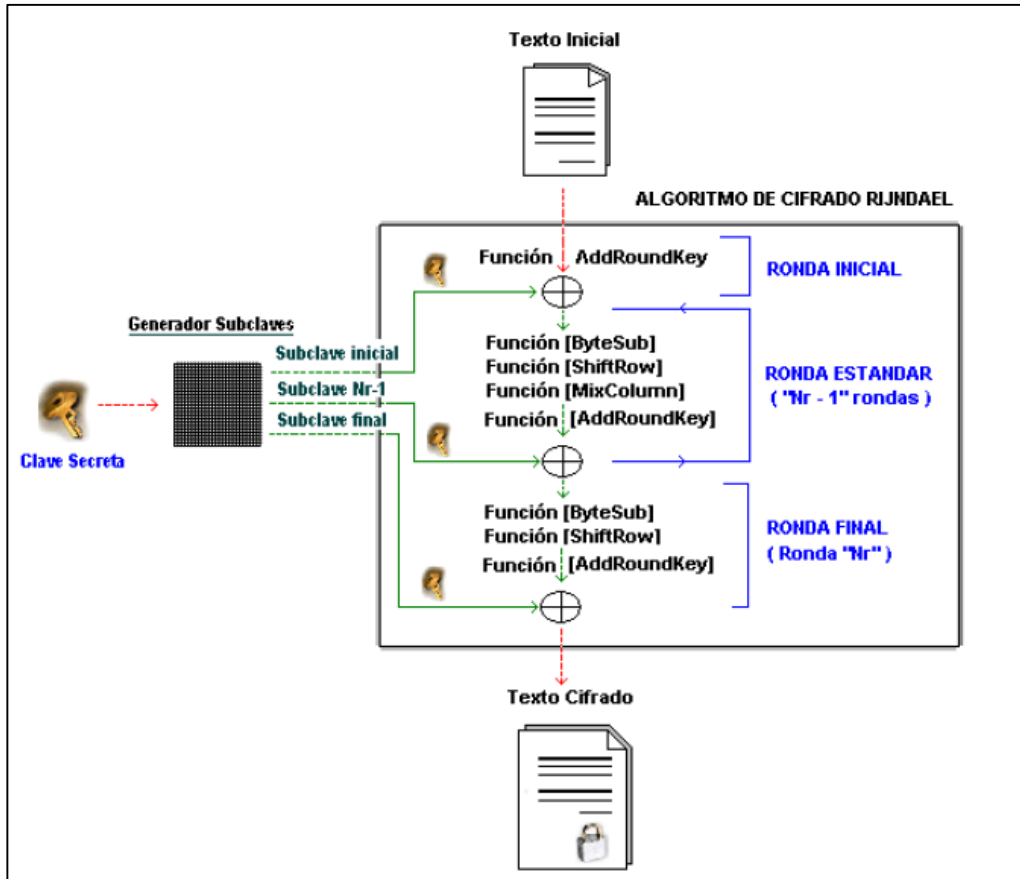 Texto Inicial
ALGORITMO DE CIFRADO RIJNDAEL
Función AddRoundKey
RONDA INICIAL
Generador Subclaves
Subclave inicial
Subclave Nr-1
Subclave final
Clave Secreta
Función [ByteSub]
Función [ShiftRow]
Función [MixColumn]
Función [AddRoundKey]
RONDA ESTANDAR
( "Nr - 1" rondas )
Función [ByteSub]
Función [ShiftRow]
Función [AddRoundKey]
RONDA FINAL
( Ronda "Nr" )
Texto Cifrado